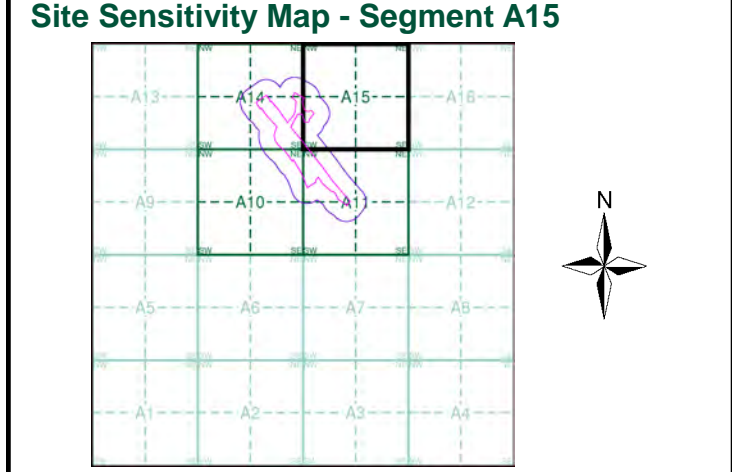 Site Sensitivity Map - Segment A15
A13 A14 A15 A16
N
A9 A10 A11 A12
A5 A6 A7 A8
A1 A2 A3 A4